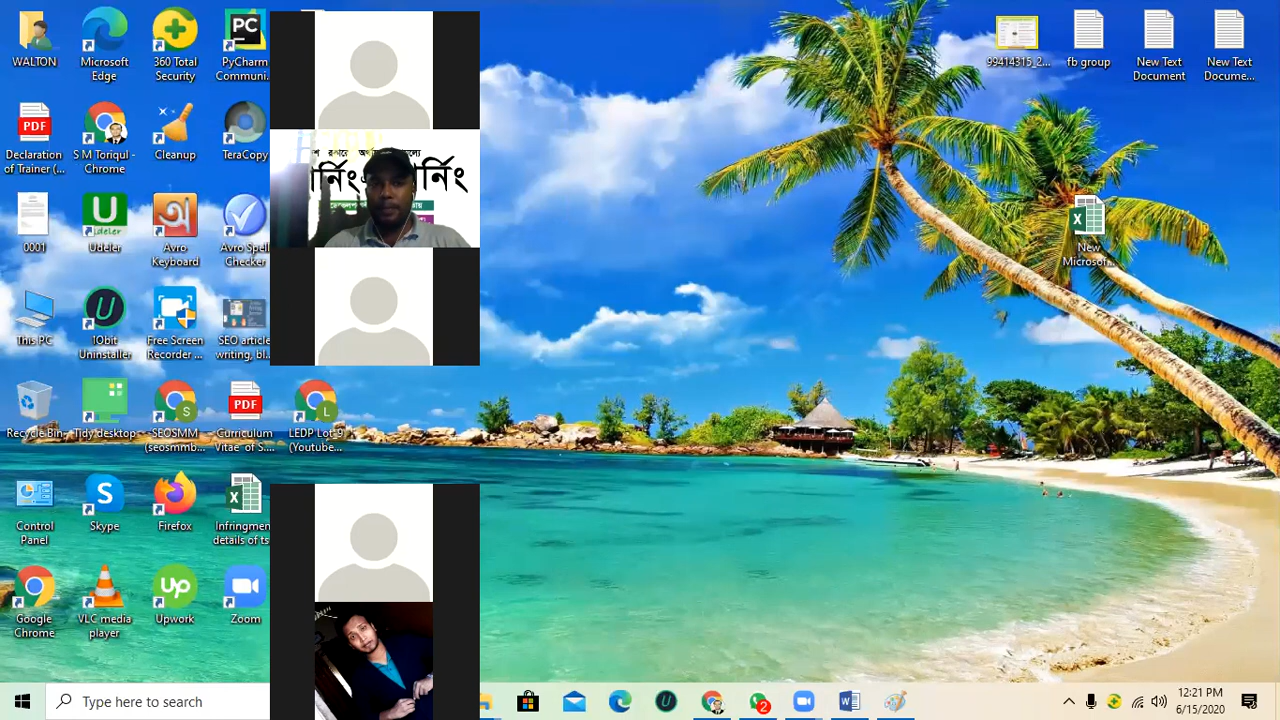 WALTON
Microsoft
Edge
360 Total
Security
PyCharm
Communi...
99414315_2...
fb group
New Text
Document
New Text
Docume...
Declaration
of Trainer (...
S M Toriqul -
Chrome
Cleanup
TeraCopy
0001
Udeler
Avro
Keyboard
Avro Spell
Checker
New
Microsof...
This PC
IObit
Uninstaller
Free Screen
Recorder ...
SEO article
writing, bl...
Recycle Bin
Tidy desktop
SEOSMM
(seosmmb...
Curriculum
Vitae of S....
LEDP Lot-9
(Youtube...
Control
Panel
Skype
Firefox
Infringmen
details of ts
Google
Chrome
VLC media
player
Upwork
Zoom
Type here to search
3:21 PM
6/15/2020